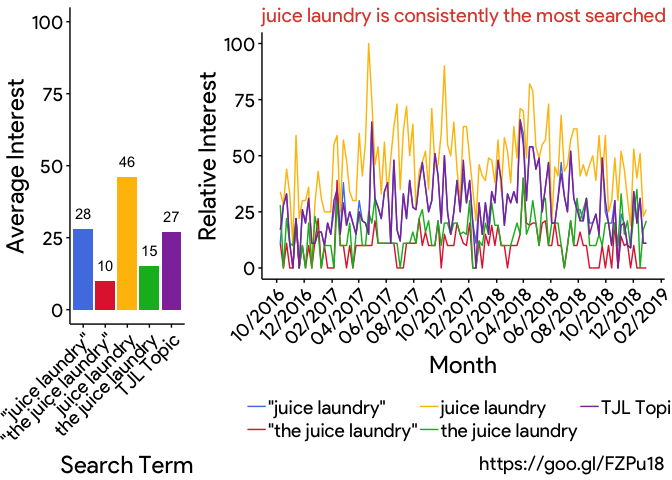 juice laundry is consistently the most searched
100
75
50
25
0
Average Interest
28
10
46
15
27
"juice laundry"
"the juice laundry"
juice laundry
the juice laundry
TJL Topic
Search Term
100
75
50
25
0
Relative Interest
10/2016
12/2016
02/2017
04/2017
06/2017
08/2017
10/2017
12/2017
02/2018
04/2018
06/2018
08/2018
10/2018
12/2018
02/2019
Month
"juice laundry" juice laundry TJL Topi
"the juice laundry" the juice laundry
https://goo.gl/FZPu18